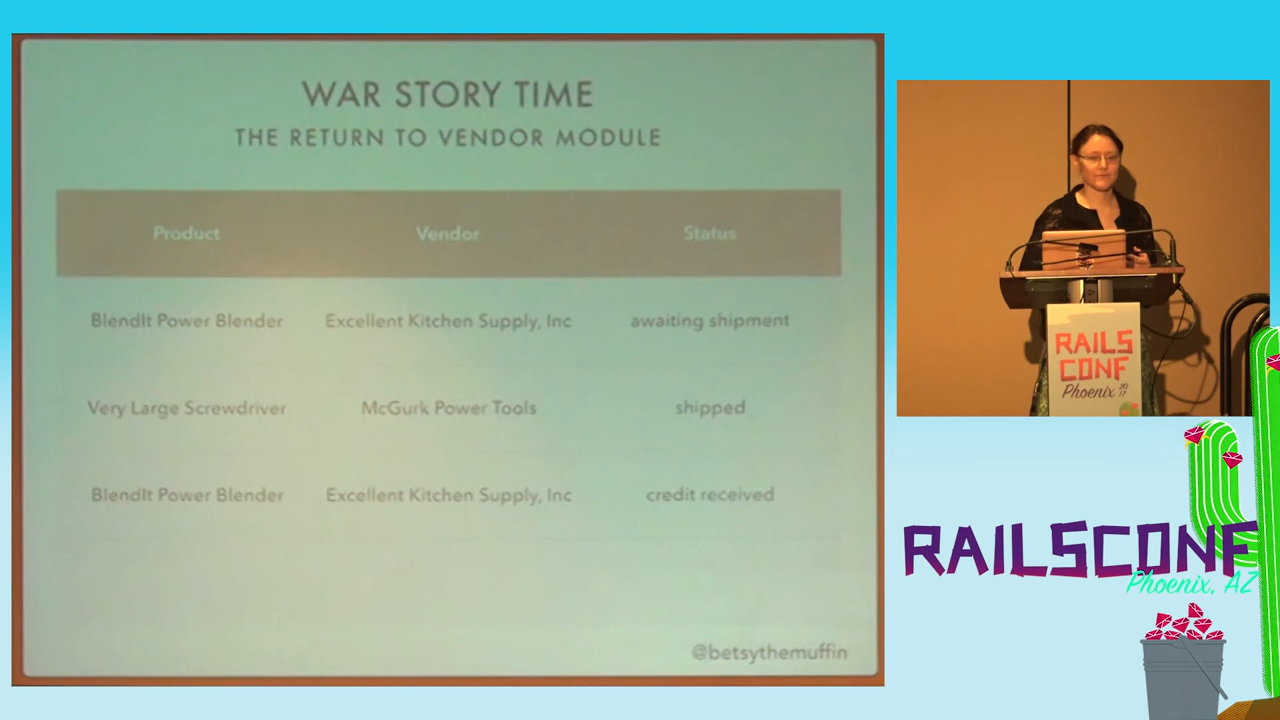 WAR STORY TIME
THE RETURN TO VENDOR MODULE
Product Vendor Status
BlendIt Power Blender Excellent Kitchen Supply, Inc awaiting shipment
Very Large Screwdriver McGurk Power Tools shipped
BlendIt Power Blender Excellent Kitchen Supply, Inc credit received
@betsythemuffin
RAILS
CONF
Phoenix 2017
RAILSCONF
Phoenix, AZ